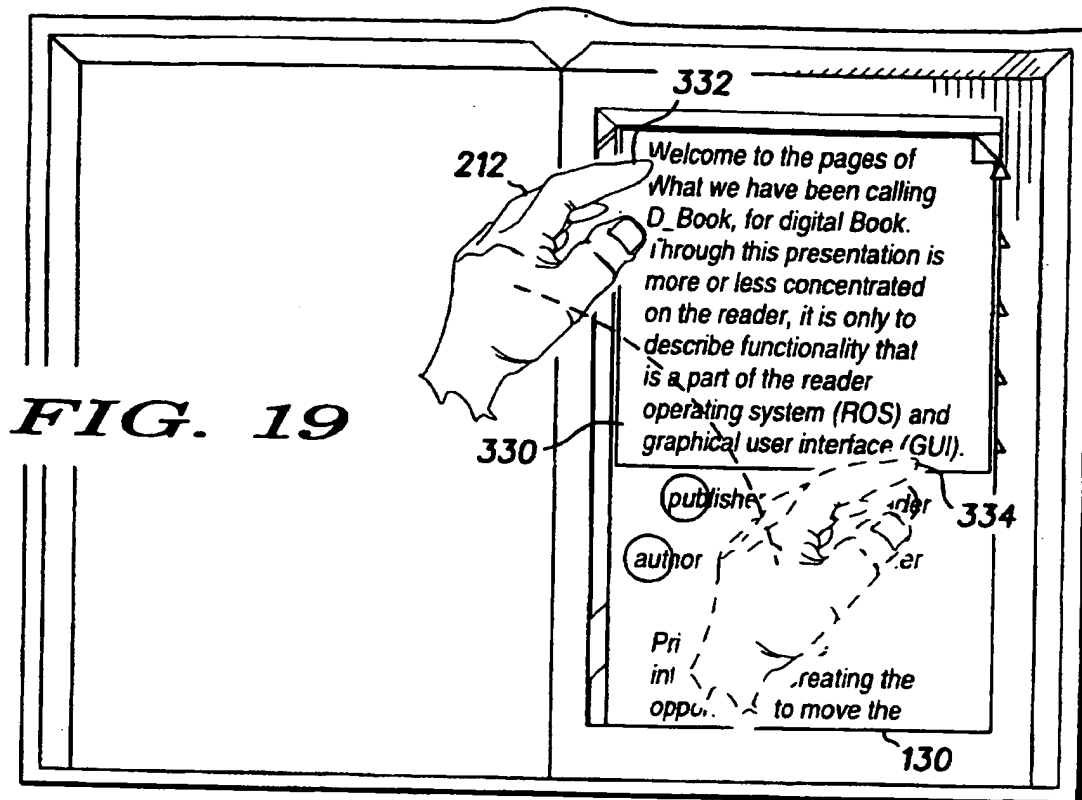 332
212
Welcome to the pages of
What we have been calling
D_Book, for digital Book.
Through this presentation is
more or less concentrated
on the reader, it is only to
describe functionality that
is a part of the reader
operating system (ROS) and
graphical user interface (GUI).
FIG. 19
330
publisher
334
author
Pri
int reating the
oppo to move the
130